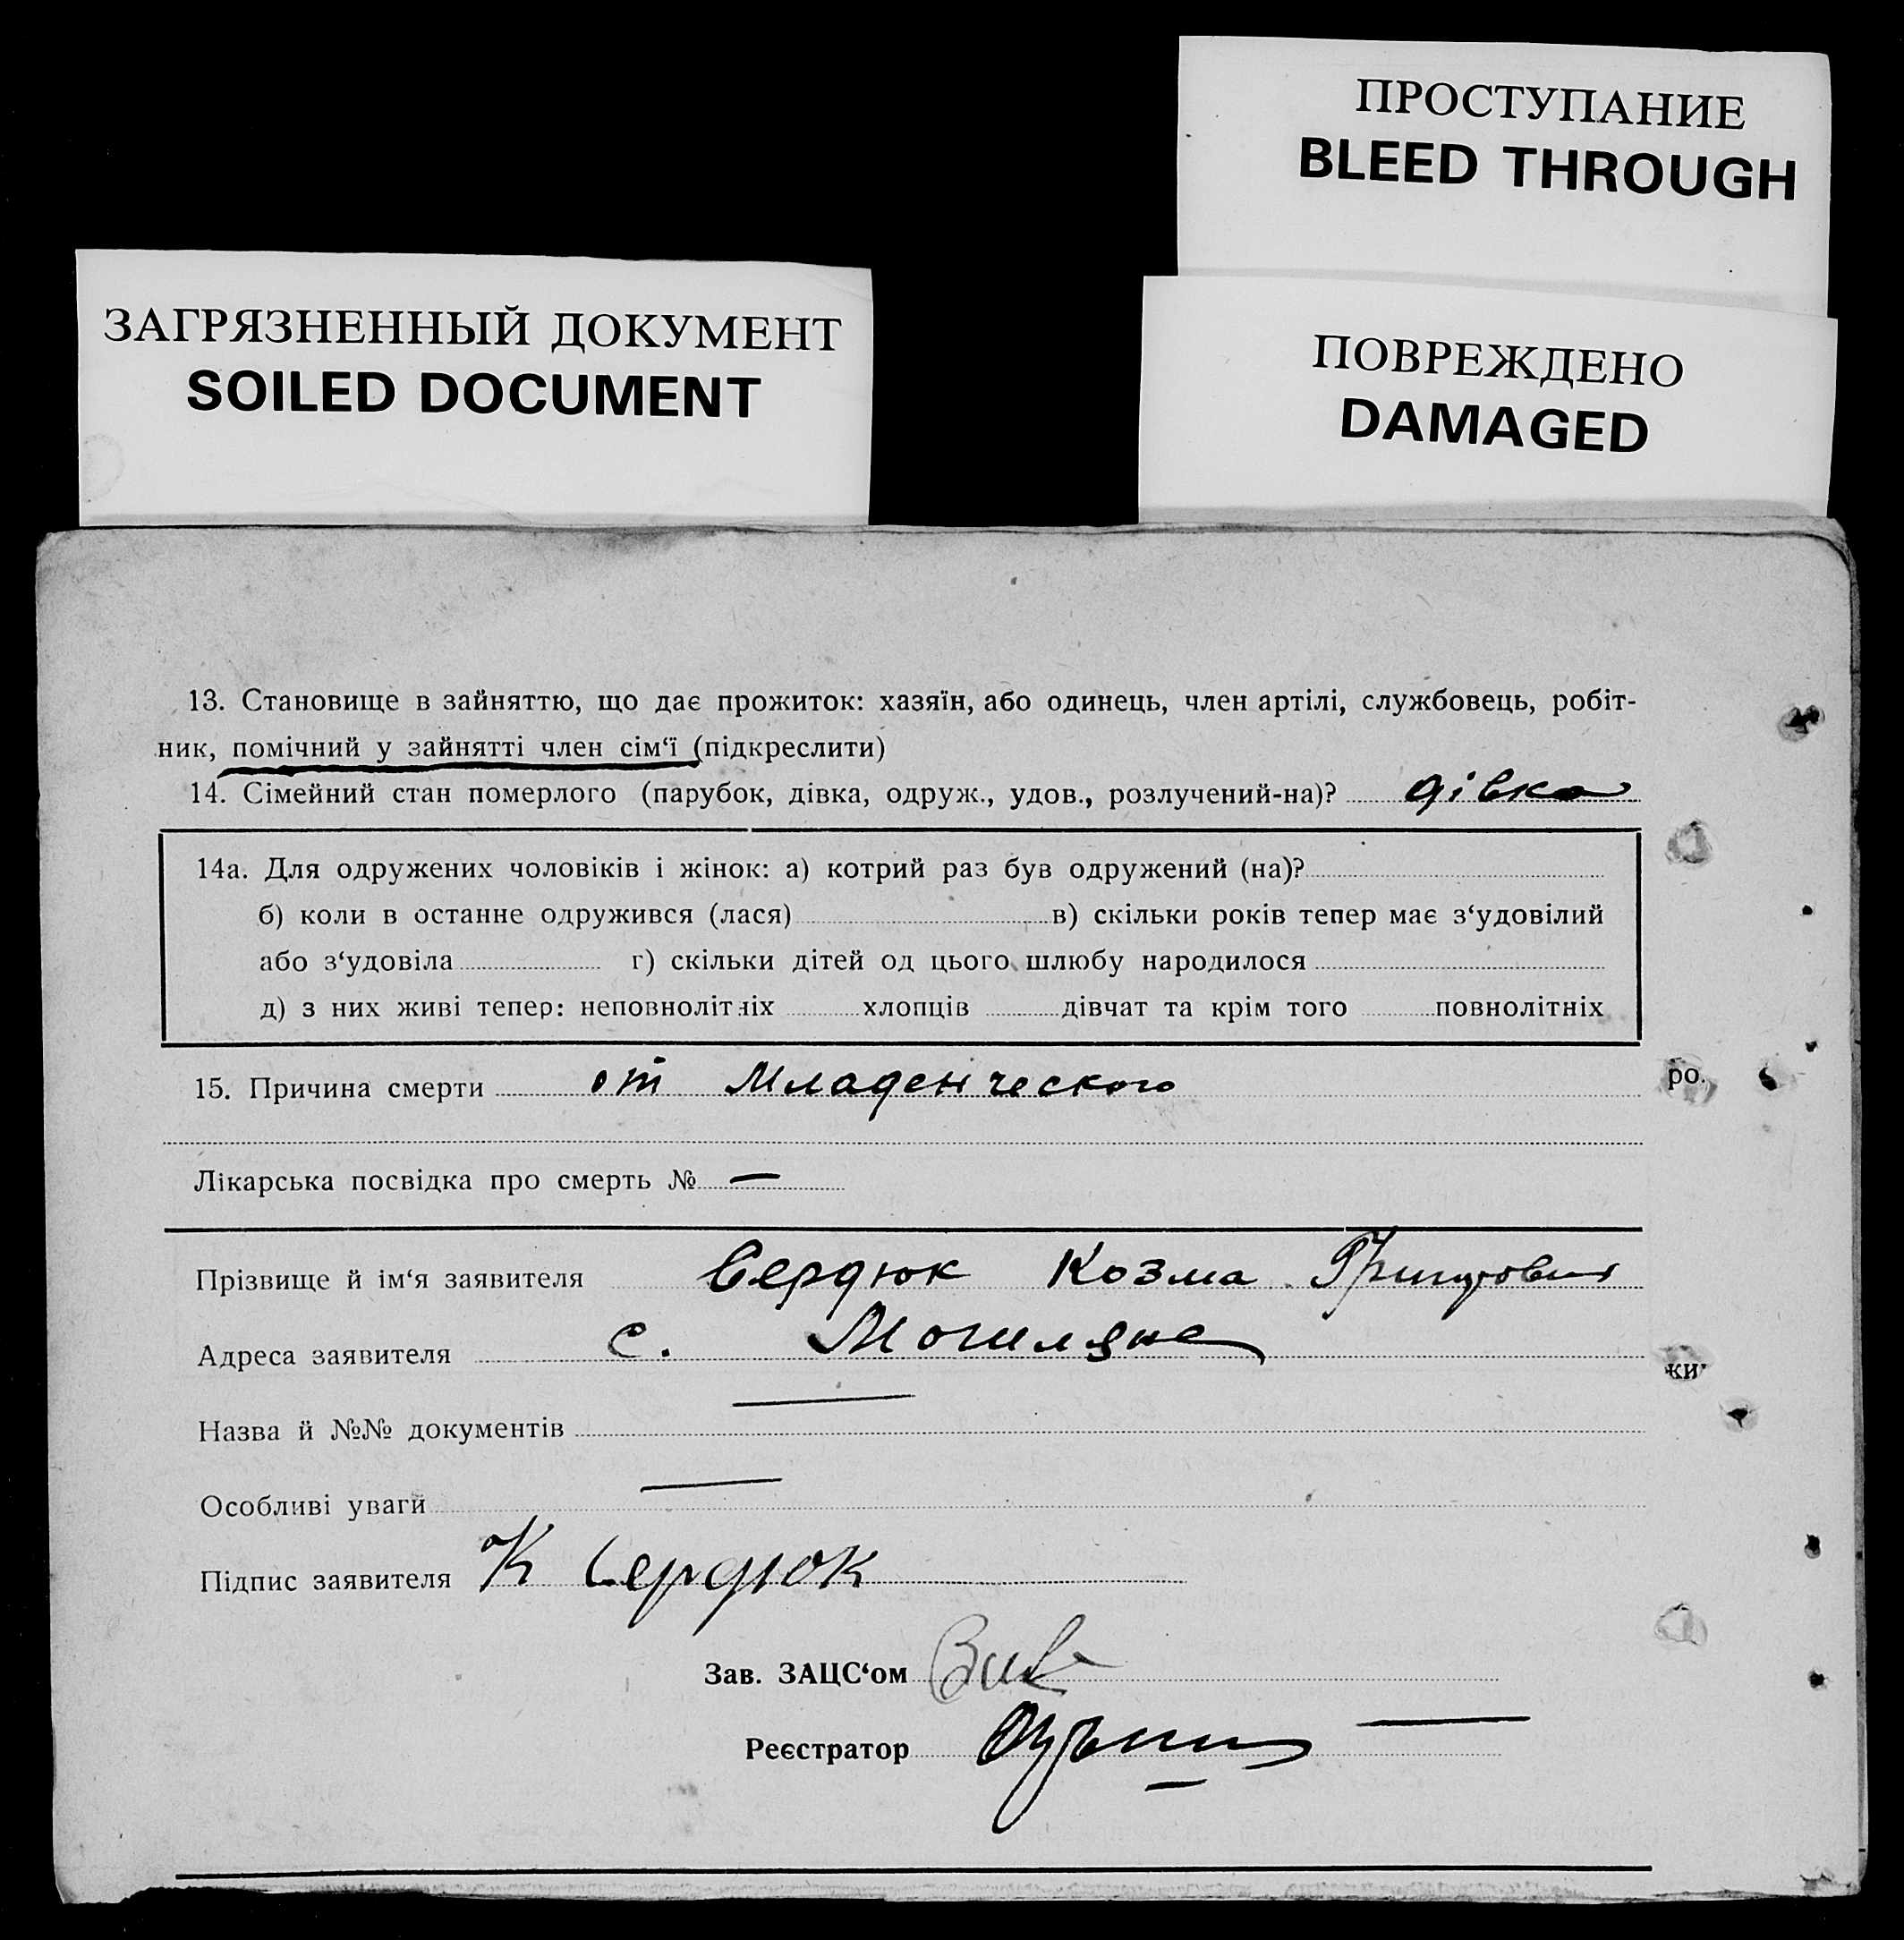 ПРОСТУПАНИЕ
BLEED THROUGH
ЗАГРЯЗНЕННЫЙ ДОКУМЕНТ
SOILED DOCUMENT
ПОВРЕЖДЕНО
DAMAGED
13. Становище в зайняттю, що дає прожиток: хазяїн, або одинець, член артілі, службовець, робіт-
ник, помічний у зайнятті член сім‘ї (підкреслити)
14. Сімейний стан померлого (парубок, дівка, одруж., удов., розлучений-на)? дівка
14а. Для одружених чоловіків і жінок: а) котрий раз був одружений (на)?
б) коли в останне одружився (лася) в) скільки років тепер має з‘удовілий
або з‘удовіла г) скільки дітей од цього шлюбу народилося
д) з них живі тепер: неповнолітніх хлопців дівчат та крім того повнолітніх
15. Причина смерти от Младенческого
ро
Лікарська посвідка про смерть № —
Прізвище й ім‘я заявителя Сердюк Козма Григорович
Адреса заявителя с. Могиляне
ки
Назва й №№ документів —
Особливі уваги —
Підпис заявителя К Сердюк
Зав. ЗАЦС‘ом
Реєстратор